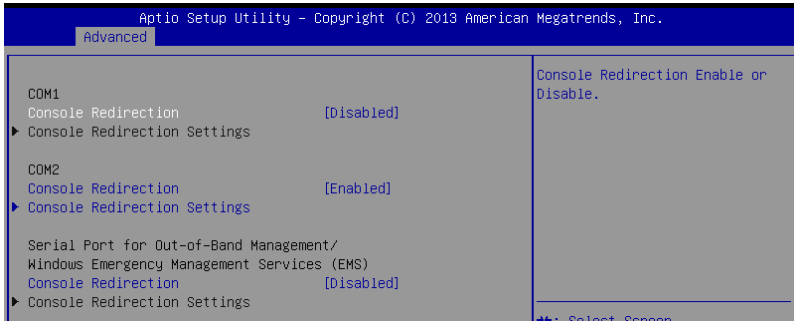 Aptio Setup Utility – Copyright (C) 2013 American Megatrends, Inc.
Advanced
COM1
Console Redirection [Disabled]
▶ Console Redirection Settings
COM2
Console Redirection [Enabled]
▶ Console Redirection Settings
Serial Port for Out-of-Band Management/
Windows Emergency Management Services (EMS)
Console Redirection [Disabled]
▶ Console Redirection Settings
Console Redirection Enable or
Disable.
: Select Screen